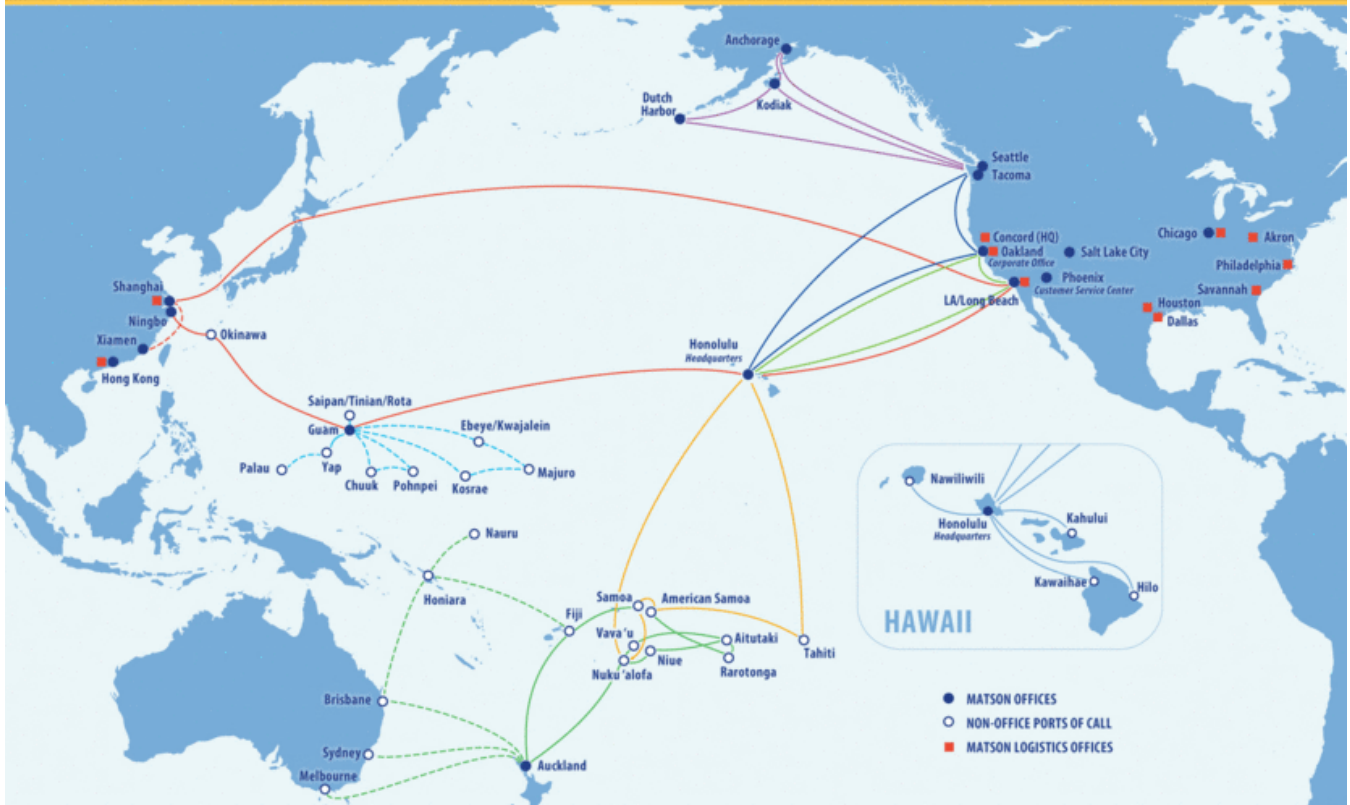 Anchorage
Dutch
Harbor
Kodiak
Seattle
Tacoma
Concord (HQ)
Oakland
Corporate Office
Salt Lake City
Chicago
Akron
Philadelphia
Phoenix
Customer Service Center
Savannah
LA/Long Beach
Houston
Dallas
Shanghai
Ningbo
Okinawa
Xiamen
Hong Kong
Honolulu
Headquarters
Saipan/Tinian/Rota
Guam
Ebeye/Kwajalein
Palau
Yap
Chuuk
Pohnpei
Kosrae
Majuro
Nauru
Honiara
Fiji
Samoa
American Samoa
Vava'u
Aitutaki
Niue
Rarotonga
Nuku'alofa
Tahiti
Brisbane
Sydney
Melbourne
Auckland
Nawiliwili
Honolulu
Headquarters
Kahului
Kawaihae
Hilo
HAWAII
MATSON OFFICES
NON-OFFICE PORTS OF CALL
MATSON LOGISTICS OFFICES